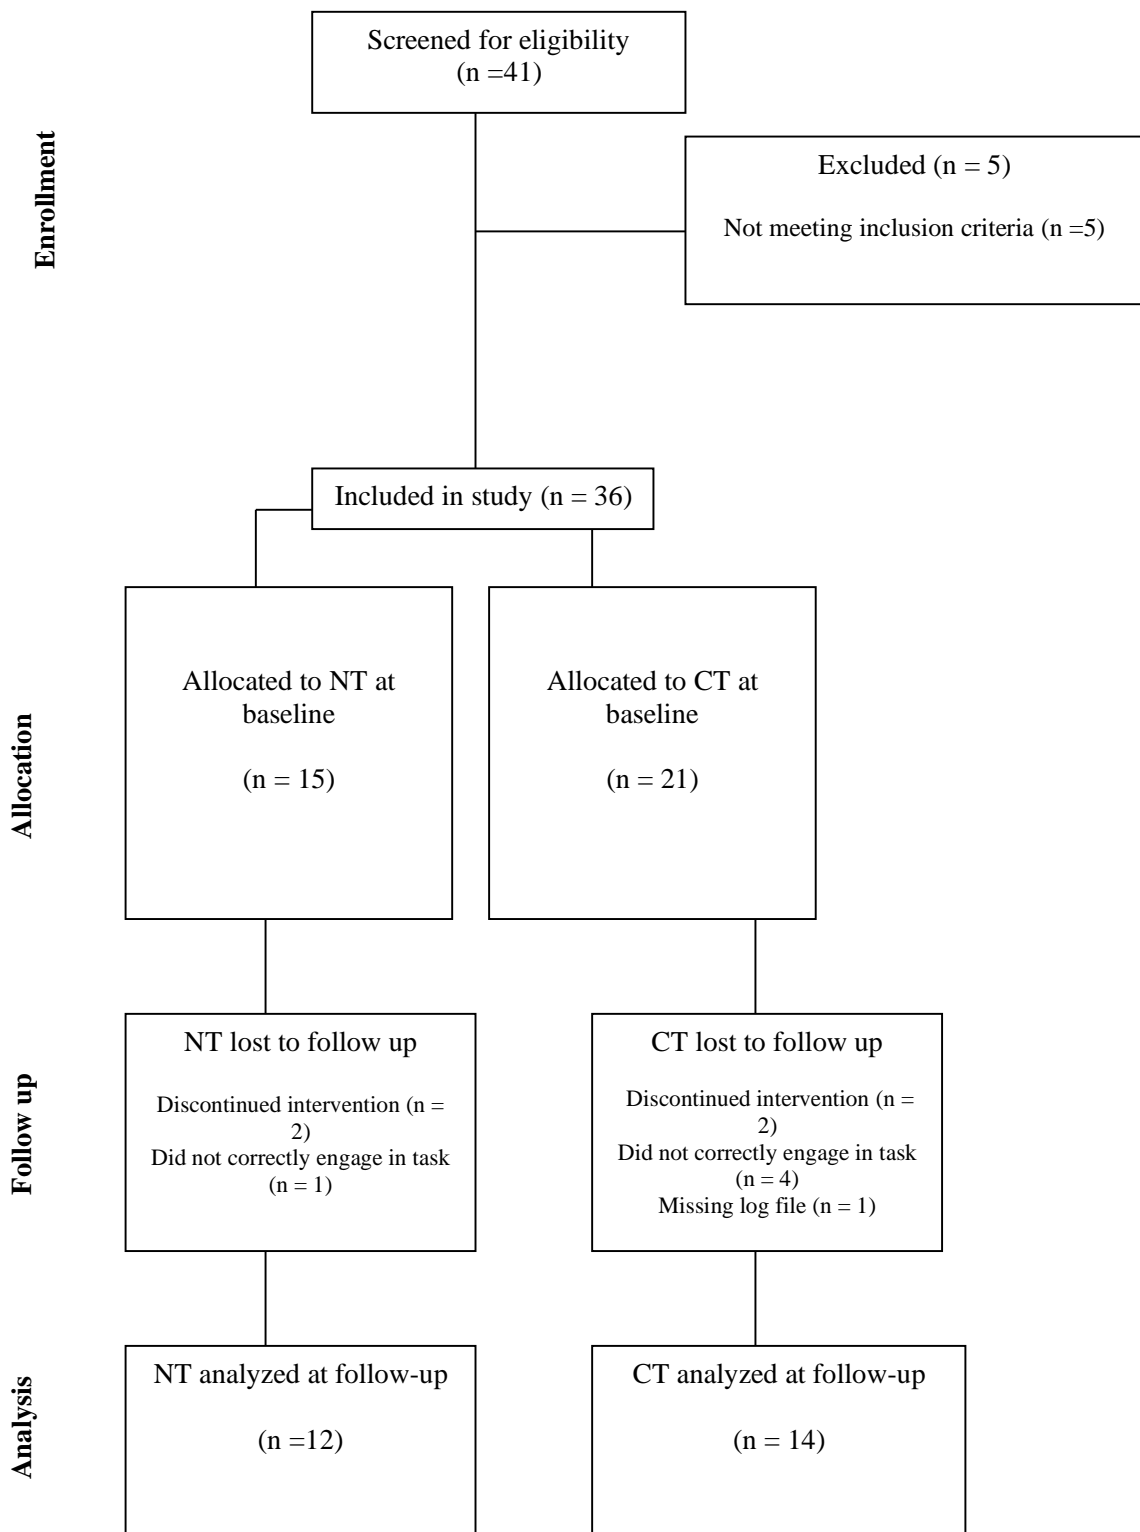 Screened for eligibility
(n =41)
Enrollment
Excluded (n = 5)
Not meeting inclusion criteria (n =5)
Included in study (n = 36)
Allocation
Allocated to NT at
baseline
(n = 15)
Allocated to CT at
baseline
(n = 21)
Follow up
NT lost to follow up
Discontinued intervention (n =
2)
Did not correctly engage in task
(n = 1)
CT lost to follow up
Discontinued intervention (n =
2)
Did not correctly engage in task
(n = 4)
Missing log file (n = 1)
Analysis
NT analyzed at follow-up
(n =12)
CT analyzed at follow-up
(n = 14)